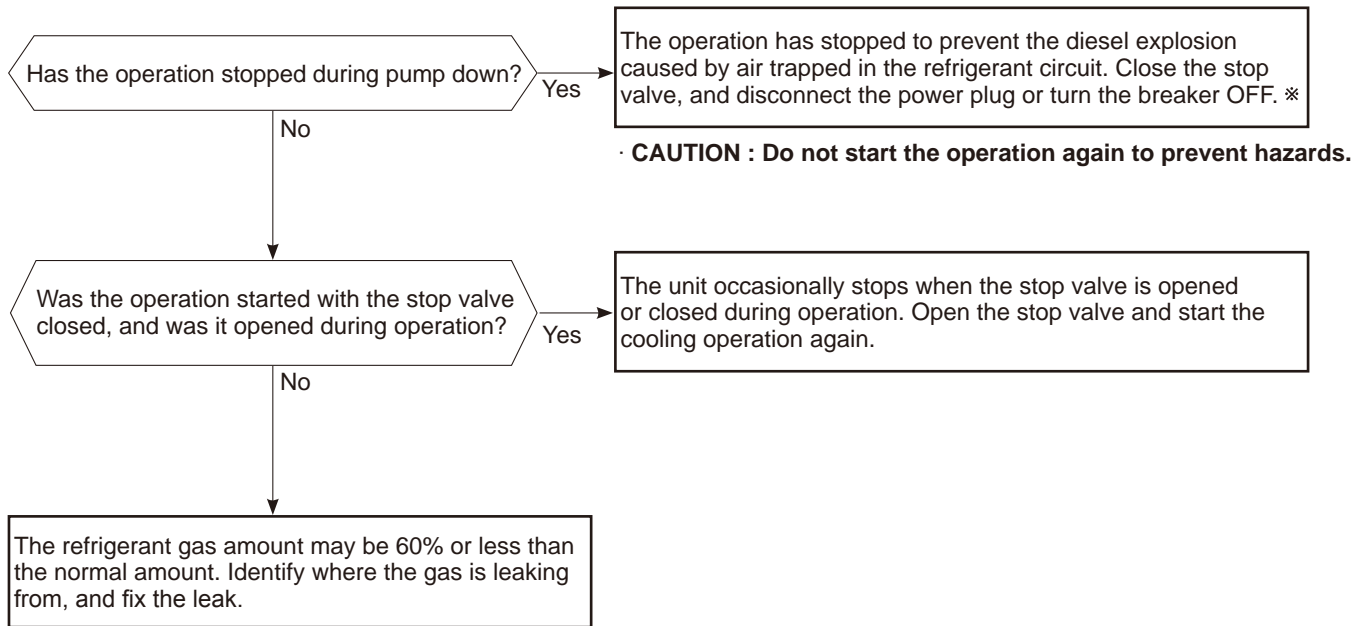 Has the operation stopped during pump down?
Yes
The operation has stopped to prevent the diesel explosion
caused by air trapped in the refrigerant circuit. Close the stop
valve, and disconnect the power plug or turn the breaker OFF. ※
· CAUTION : Do not start the operation again to prevent hazards.
No
Was the operation started with the stop valve
closed, and was it opened during operation?
Yes
The unit occasionally stops when the stop valve is opened
or closed during operation. Open the stop valve and start the
cooling operation again.
No
The refrigerant gas amount may be 60% or less than
the normal amount. Identify where the gas is leaking
from, and fix the leak.